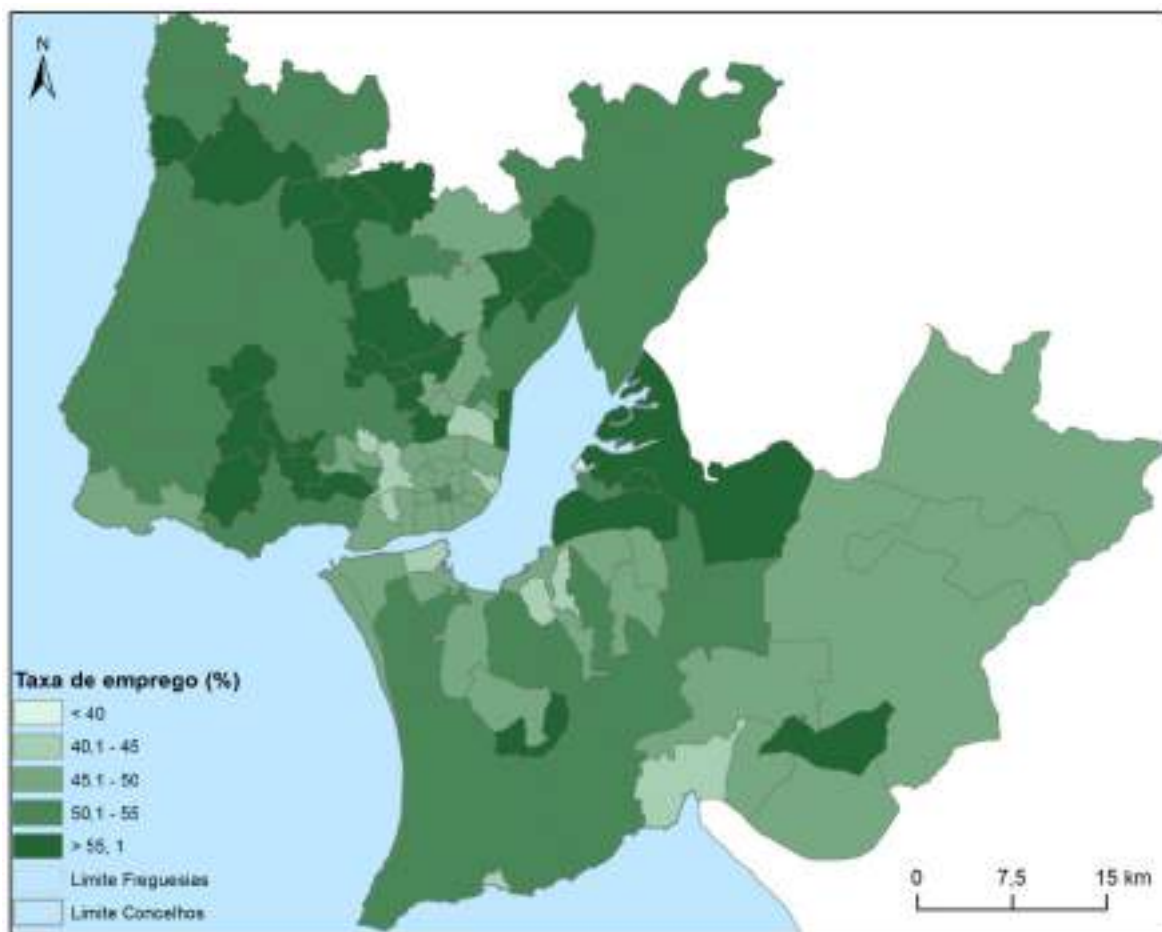 N
Taxa de emprego (%)
< 40
40,1 - 45
45,1 - 50
50,1 - 55
> 55, 1
Limite Freguesias
Limite Concelhos
0 7,5 15 km